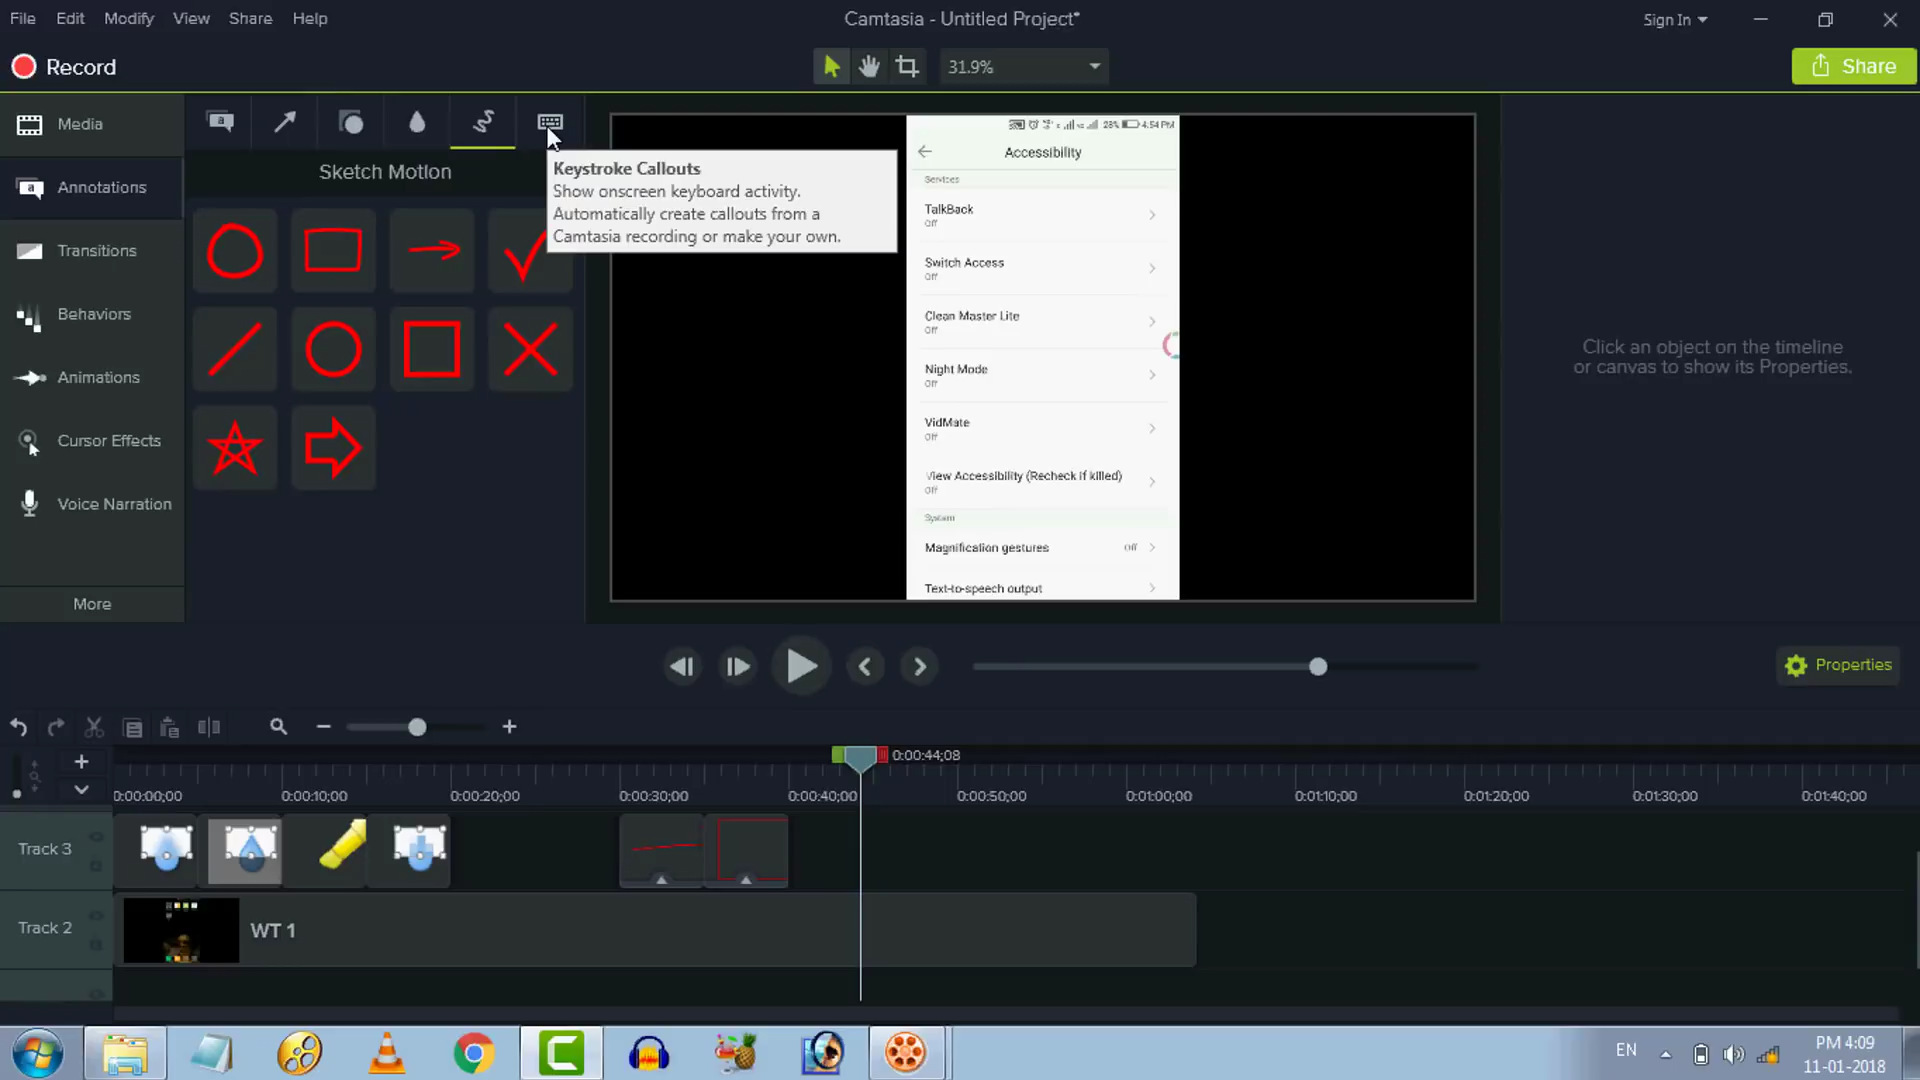 File Edit Modify View Share Help
Camtasia - Untitled Project*
Sign In
Record
31.9%
Share
Media
Annotations
Transitions
Behaviors
Animations
Cursor Effects
Voice Narration
More
Sketch Motion
Keystroke Callouts
Show onscreen keyboard activity.
Automatically create callouts from a
Camtasia recording or make your own.
28% 4:54 PM
Accessibility
Services
TalkBack
Off
Switch Access
Off
Clean Master Lite
Off
Night Mode
Off
VidMate
Off
View Accessibility (Recheck if killed)
Off
System
Magnification gestures Off
Text-to-speech output
Click an object on the timeline
or canvas to show its Properties.
Properties
0:00:44;08
0:00:00;00 0:00:10;00 0:00:20;00 0:00:30;00 0:00:40;00 0:00:50;00 0:01:00;00 0:01:10;00 0:01:20;00 0:01:30;00 0:01:40;00
Track 3
Track 2
WT 1
EN
PM 4:09
11-01-2018